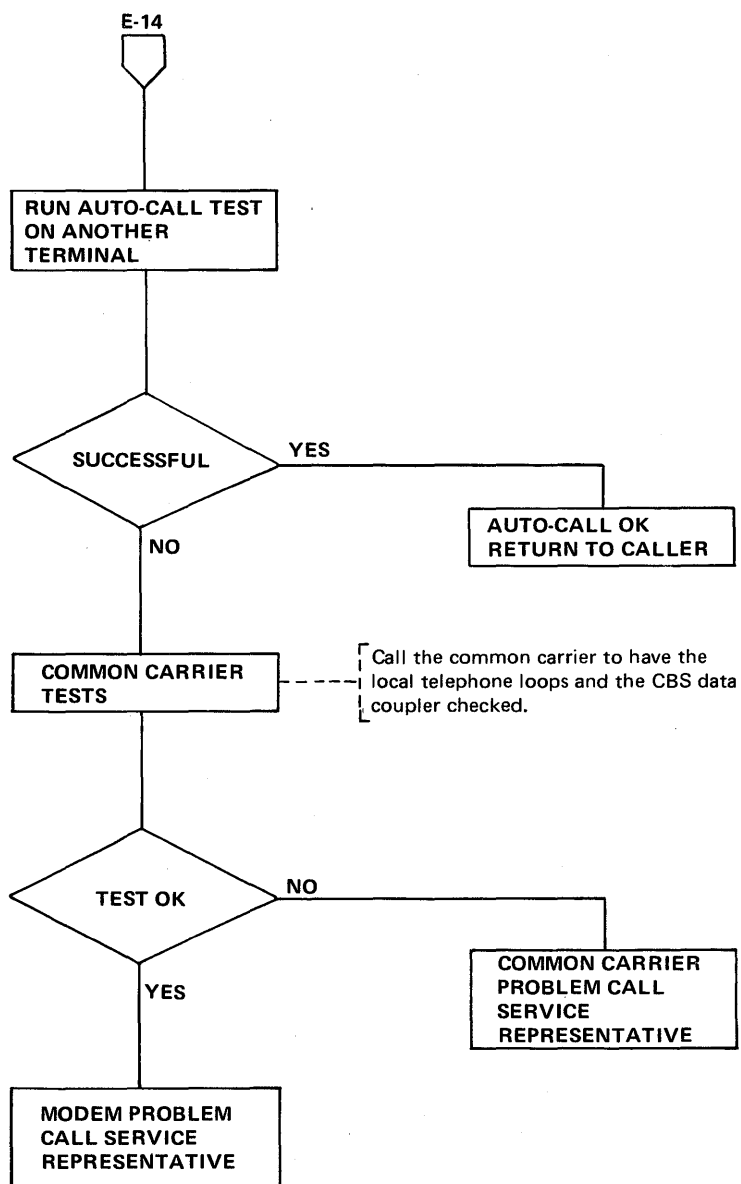 E-14
RUN AUTO-CALL TEST
ON ANOTHER
TERMINAL
SUCCESSFUL
YES
AUTO-CALL OK
RETURN TO CALLER
NO
COMMON CARRIER
TESTS
Call the common carrier to have the
local telephone loops and the CBS data
coupler checked.
TEST OK
NO
COMMON CARRIER
PROBLEM CALL
SERVICE
REPRESENTATIVE
YES
MODEM PROBLEM
CALL SERVICE
REPRESENTATIVE